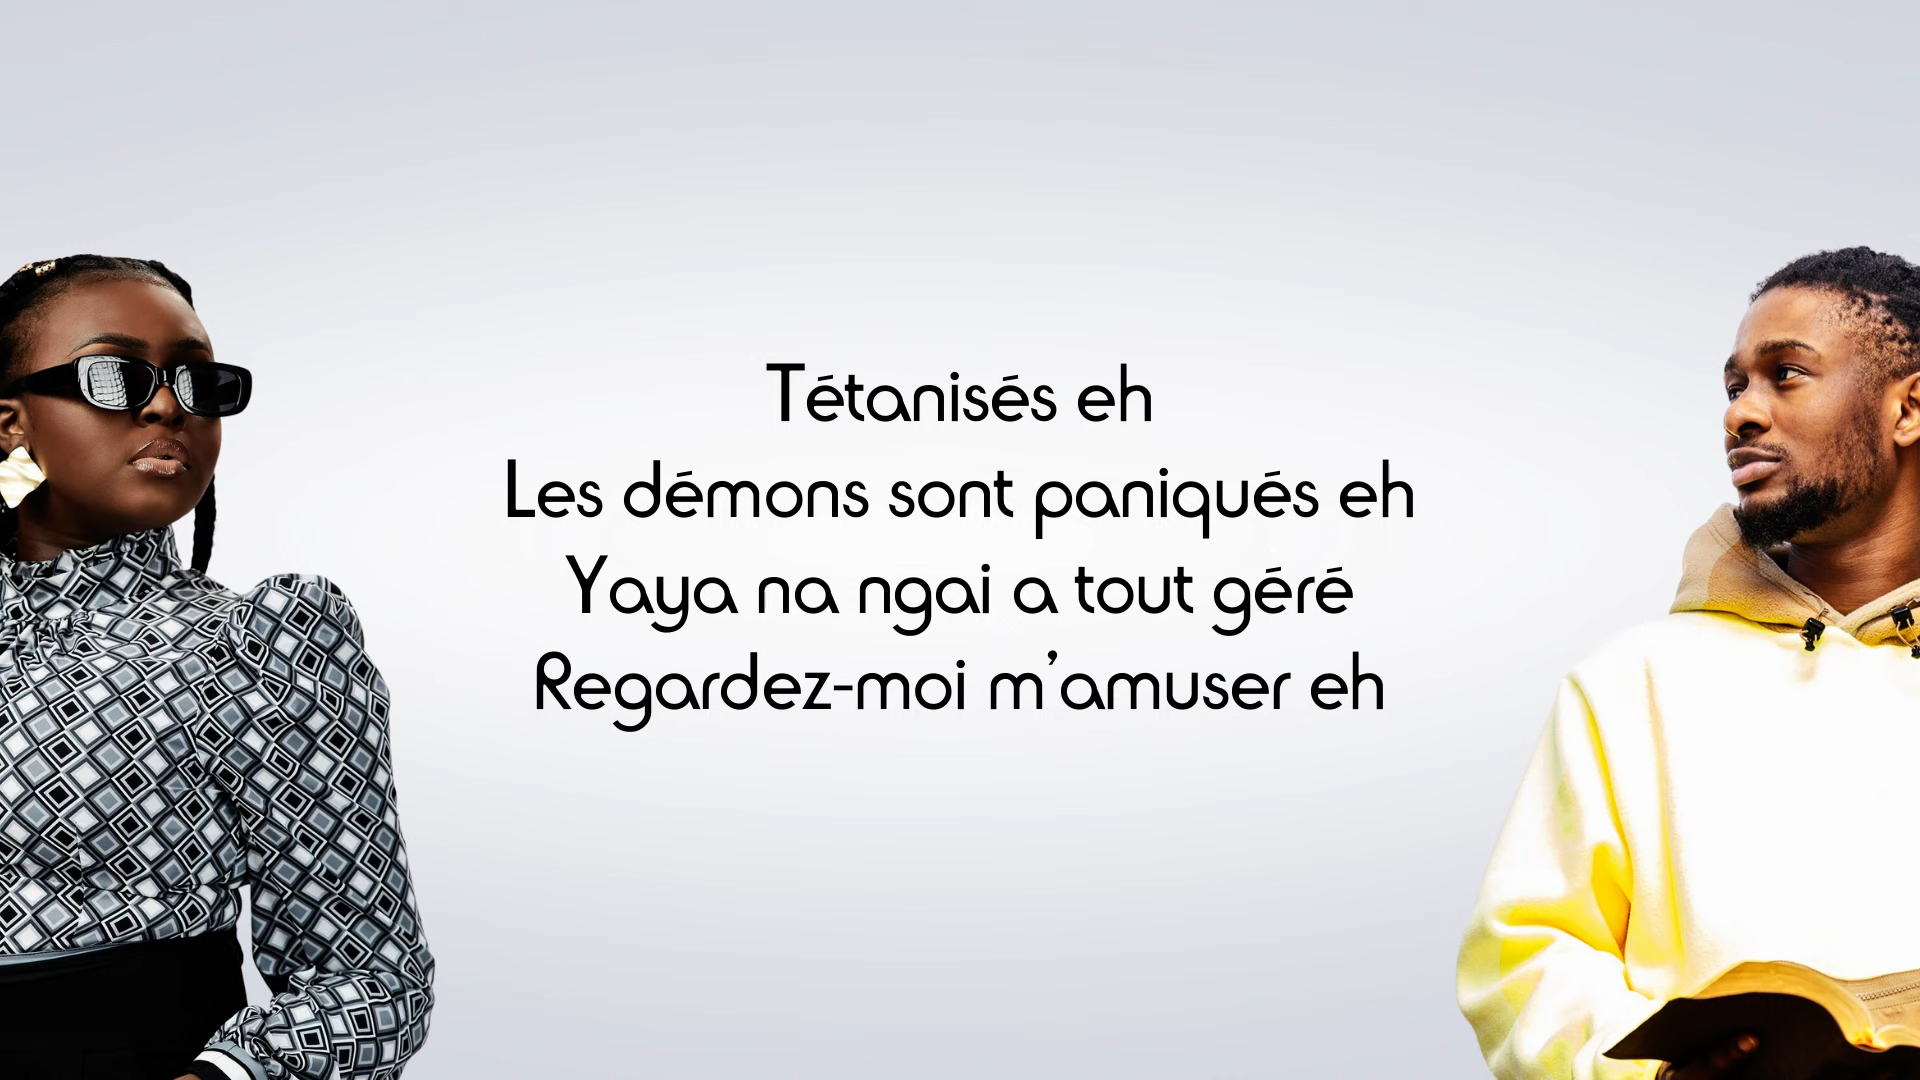 Tétanisés eh
Les démons sont paniqués eh
Yaya na ngai a tout géré
Regardez-moi m’amuser eh